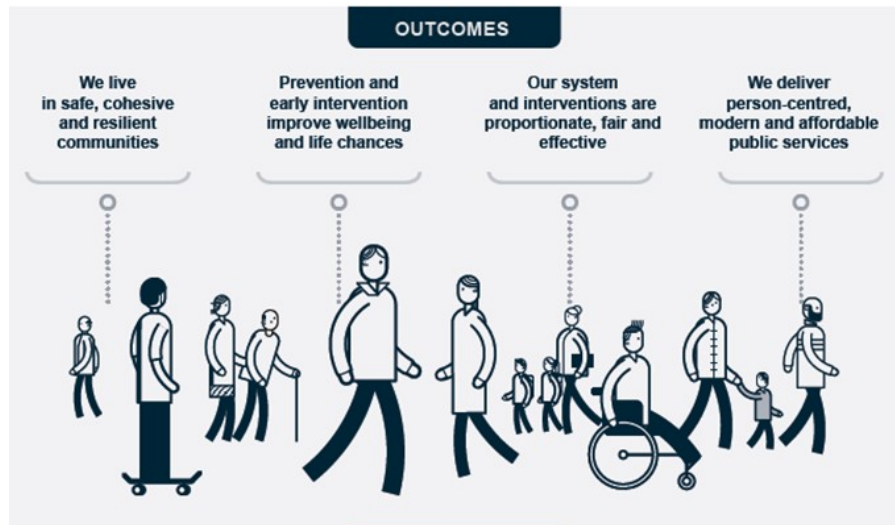 OUTCOMES
We live
in safe, cohesive
and resilient
communities
Prevention and
early intervention
improve wellbeing
and life chances
Our system
and interventions are
proportionate, fair and
effective
We deliver
person-centred,
modern and affordable
public services